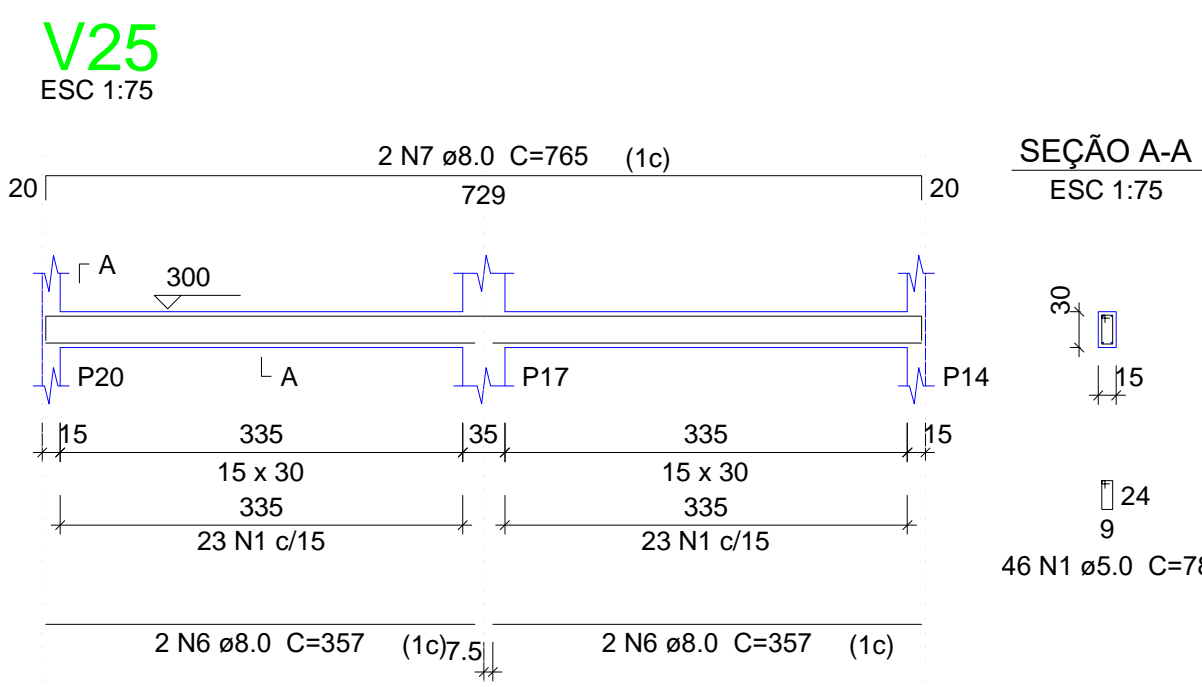 V25
ESC 1:75
2 N7 ø8.0 C=765 (1c)
20 729 20
SEÇÃO A-A
ESC 1:75
A
300
A
P20 P17 P14
30
15
15 335 35 335 15
15 x 30 15 x 30
335 335
23 N1 c/15 23 N1 c/15
24
9
46 N1 ø5.0 C=78
2 N6 ø8.0 C=357 (1c) 7.5 2 N6 ø8.0 C=357 (1c)